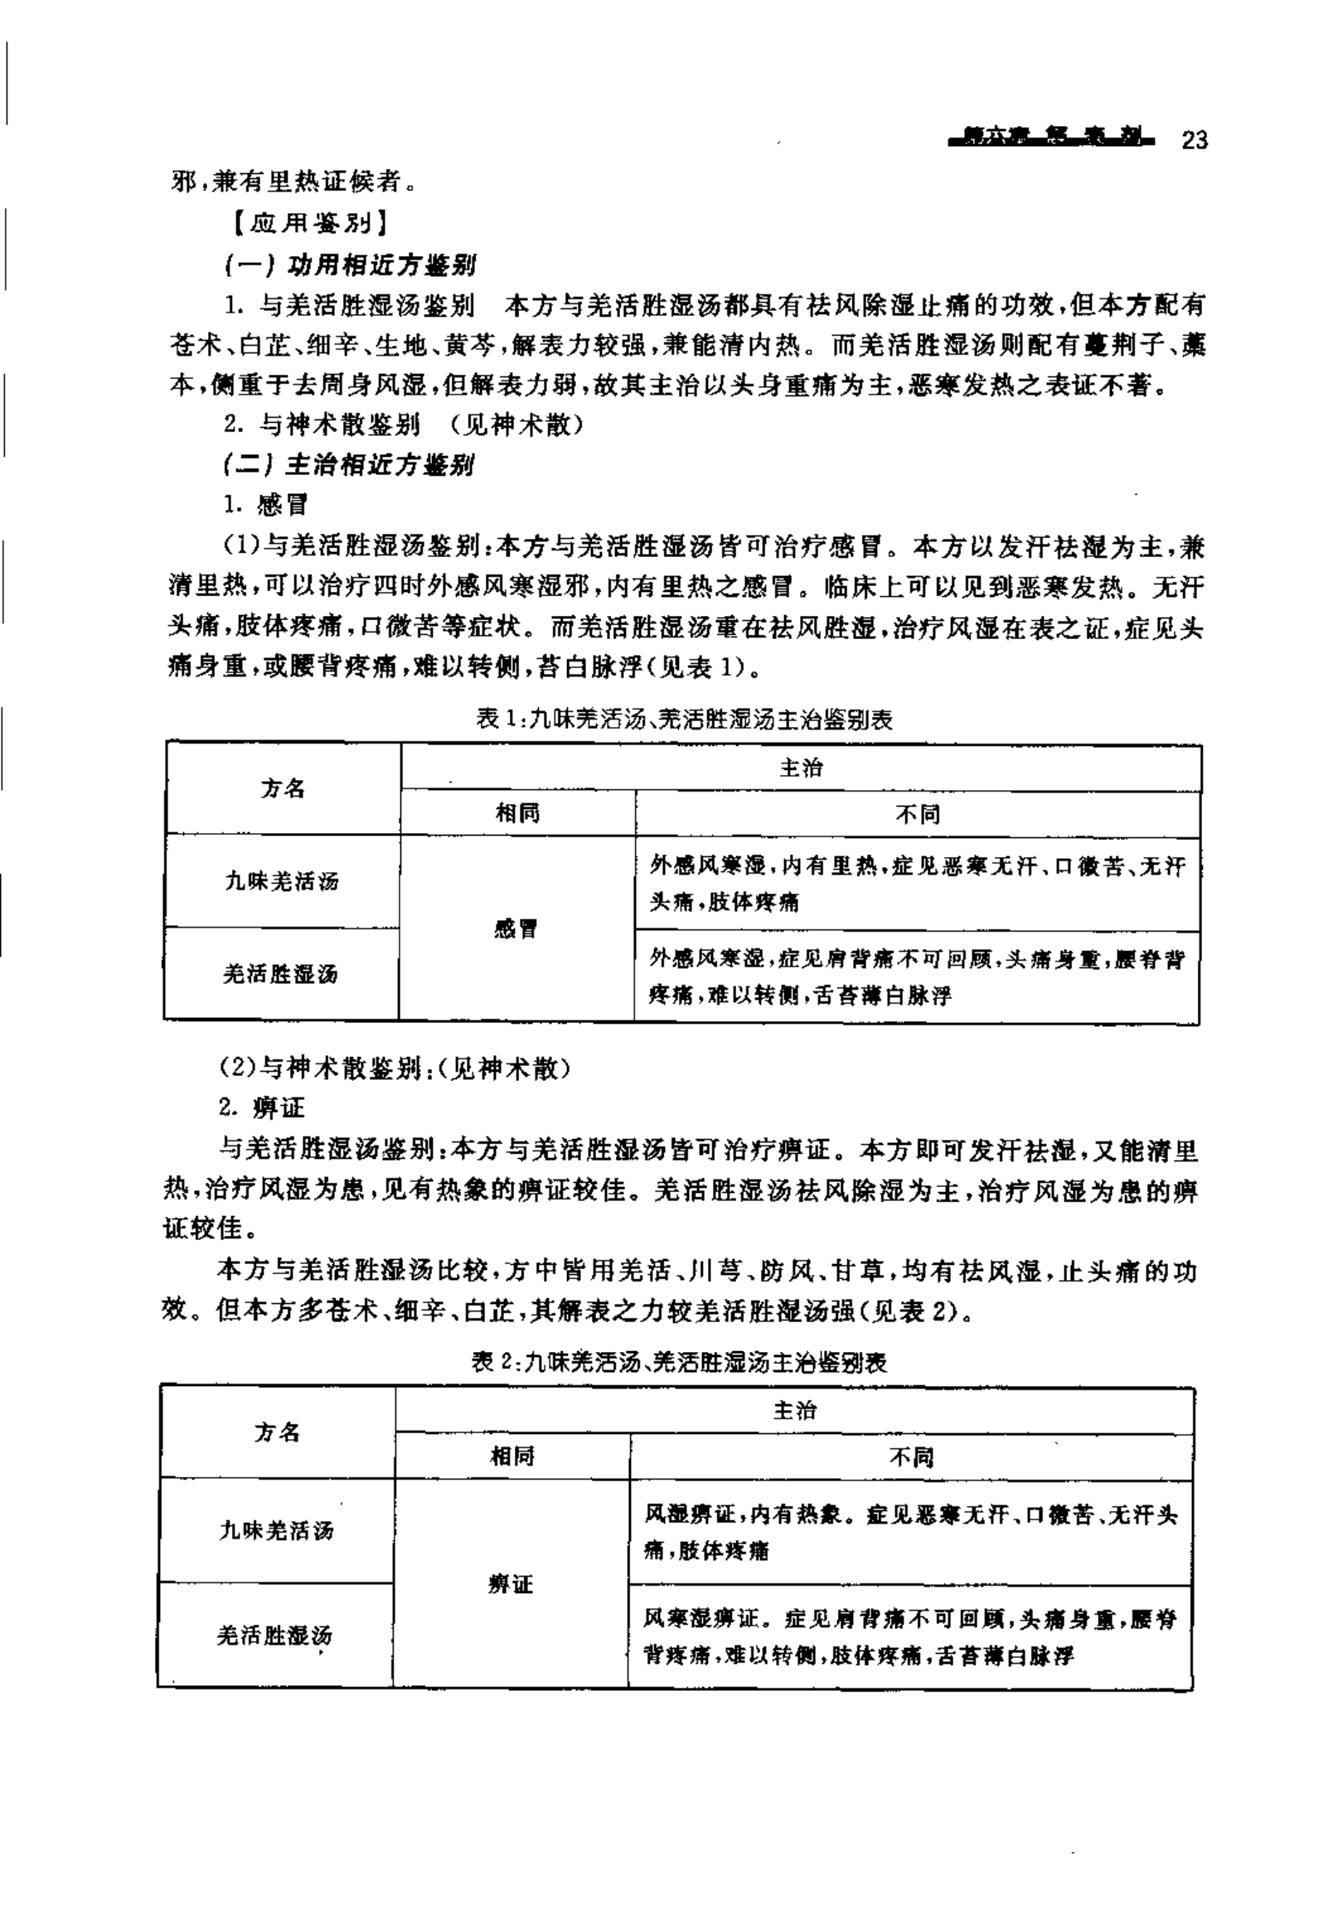 第六章 解表剂 23
邪,兼有里热证候者。
【应用鉴别】
(一)功用相近方鉴别
1. 与羌活胜湿汤鉴别　本方与羌活胜湿汤都具有祛风除湿止痛的功效,但本方配有
苍术、白芷、细辛、生地、黄芩,解表力较强,兼能清内热。而羌活胜湿汤则配有蔓荆子、藁
本,侧重于去周身风湿,但解表力弱,故其主治以头身重痛为主,恶寒发热之表证不著。
2. 与神术散鉴别　(见神术散)
(二)主治相近方鉴别
1. 感冒
(1)与羌活胜湿汤鉴别:本方与羌活胜湿汤皆可治疗感冒。本方以发汗祛湿为主,兼
清里热,可以治疗四时外感风寒湿邪,内有里热之感冒。临床上可以见到恶寒发热。无汗
头痛,肢体疼痛,口微苦等症状。而羌活胜湿汤重在祛风胜湿,治疗风湿在表之证,症见头
痛身重,或腰背疼痛,难以转侧,苔白脉浮(见表1)。
表1:九味羌活汤、羌活胜湿汤主治鉴别表
方名
主治
相同
不同
九味羌活汤
感冒
外感风寒湿,内有里热,症见恶寒无汗、口微苦、无汗
头痛,肢体疼痛
羌活胜湿汤
外感风寒湿,症见肩背痛不可回顾,头痛身重,腰脊背
疼痛,难以转侧,舌苔薄白脉浮
(2)与神术散鉴别:(见神术散)
2. 痹证
与羌活胜湿汤鉴别:本方与羌活胜湿汤皆可治疗痹证。本方即可发汗祛湿,又能清里
热,治疗风湿为患,见有热象的痹证较佳。羌活胜湿汤祛风除湿为主,治疗风湿为患的痹
证较佳。
本方与羌活胜湿汤比较,方中皆用羌活、川芎、防风、甘草,均有祛风湿,止头痛的功
效。但本方多苍术、细辛、白芷,其解表之力较羌活胜湿汤强(见表2)。
表2:九味羌活汤、羌活胜湿汤主治鉴别表
方名
主治
相同
不同
九味羌活汤
痹证
风湿痹证,内有热象。症见恶寒无汗、口微苦、无汗头
痛,肢体疼痛
羌活胜湿汤
风寒湿痹证。症见肩背痛不可回顾,头痛身重,腰脊
背疼痛,难以转侧,肢体疼痛,舌苔薄白脉浮